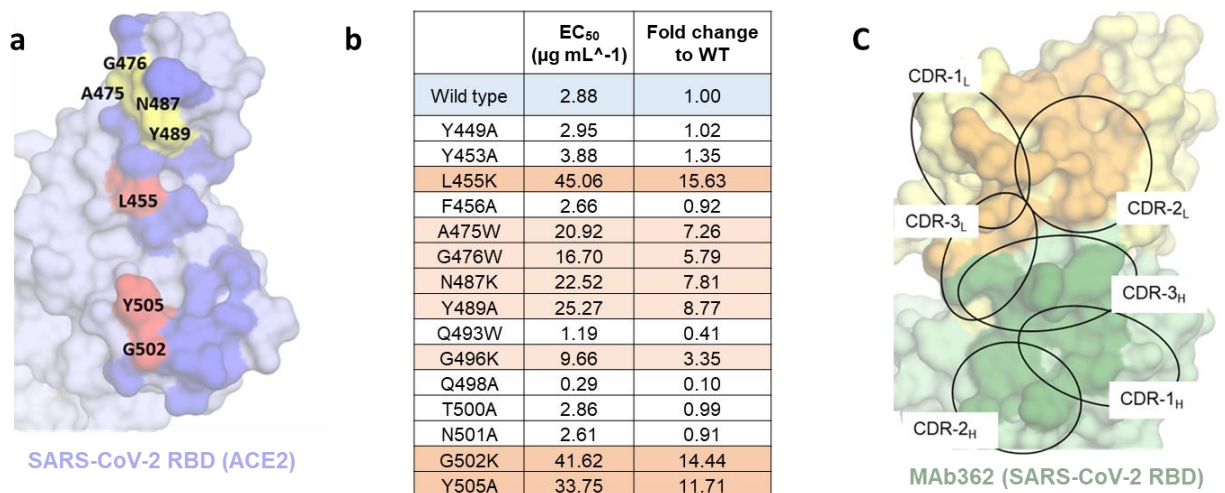 a
G476
A475
N487
Y489
L455
Y505
G502
SARS-CoV-2 RBD (ACE2)
b
EC₅₀ (µg mL^-1) Fold change to WT
Wild type 2.88 1.00
Y449A 2.95 1.02
Y453A 3.88 1.35
L455K 45.06 15.63
F456A 2.66 0.92
A475W 20.92 7.26
G476W 16.70 5.79
N487K 22.52 7.81
Y489A 25.27 8.77
Q493W 1.19 0.41
G496K 9.66 3.35
Q498A 0.29 0.10
T500A 2.86 0.99
N501A 2.61 0.91
G502K 41.62 14.44
Y505A 33.75 11.71
C
CDR-1L
CDR-2L
CDR-3L
CDR-3H
CDR-1H
CDR-2H
MAb362 (SARS-CoV-2 RBD)